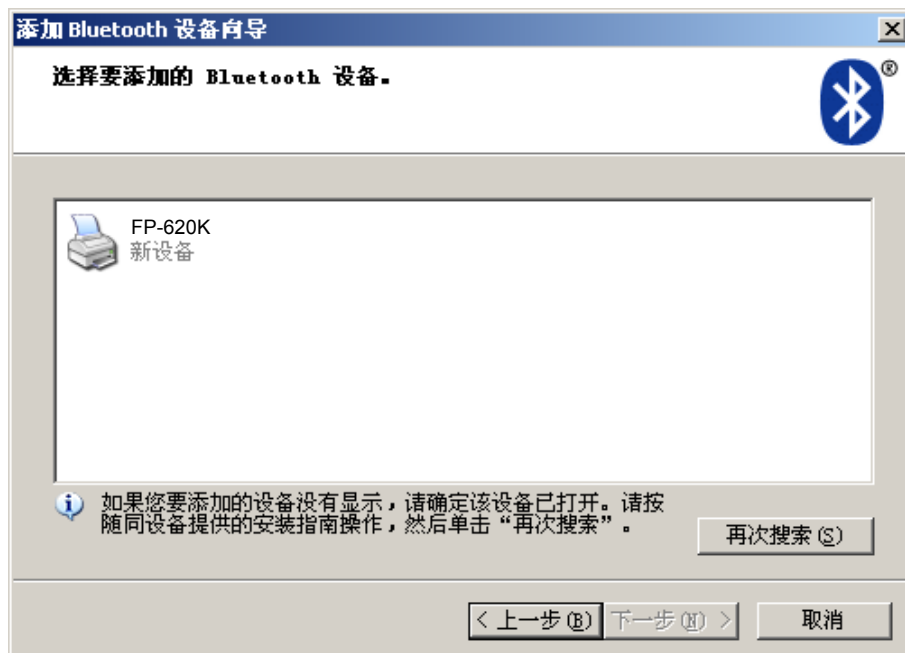 添加 Bluetooth 设备向导
选择要添加的 Bluetooth 设备。
®
FP-620K
新设备
如果您要添加的设备没有显示，请确定该设备已打开。请按
随同设备提供的安装指南操作，然后单击“再次搜索”。
再次搜索(S)
< 上一步(B) 下一步(N) > 取消